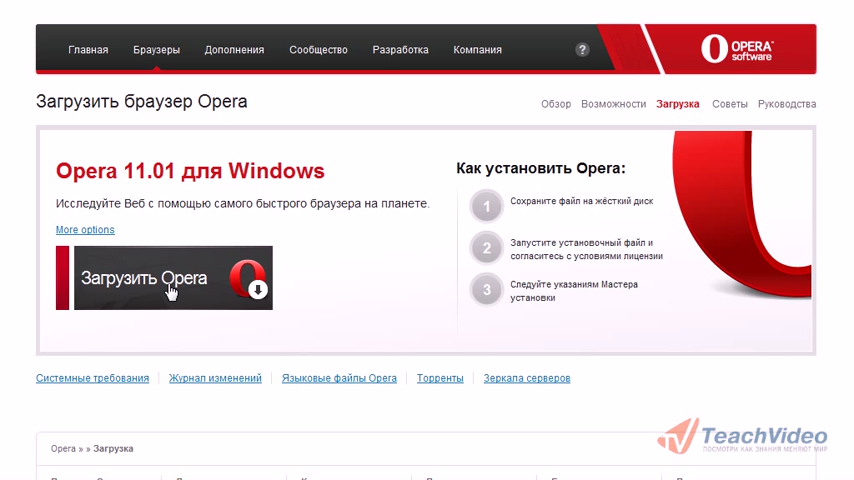 Главная Браузеры Дополнения Сообщество Разработка Компания ? OPERA software
Загрузить браузер Opera
Обзор Возможности Загрузка Советы Руководства
Opera 11.01 для Windows
Исследуйте Веб с помощью самого быстрого браузера на планете.
More options
Загрузить Opera
Как установить Opera:
1 Сохраните файл на жёсткий диск
2 Запустите установочный файл и
согласитесь с условиями лицензии
3 Следуйте указаниям Мастера
установки
Системные требования Журнал изменений Языковые файлы Opera Торренты Зеркала серверов
Opera » » Загрузка
TV TeachVideo
ПОСМОТРИ КАК ЗНАНИЯ МЕНЯЮТ МИР